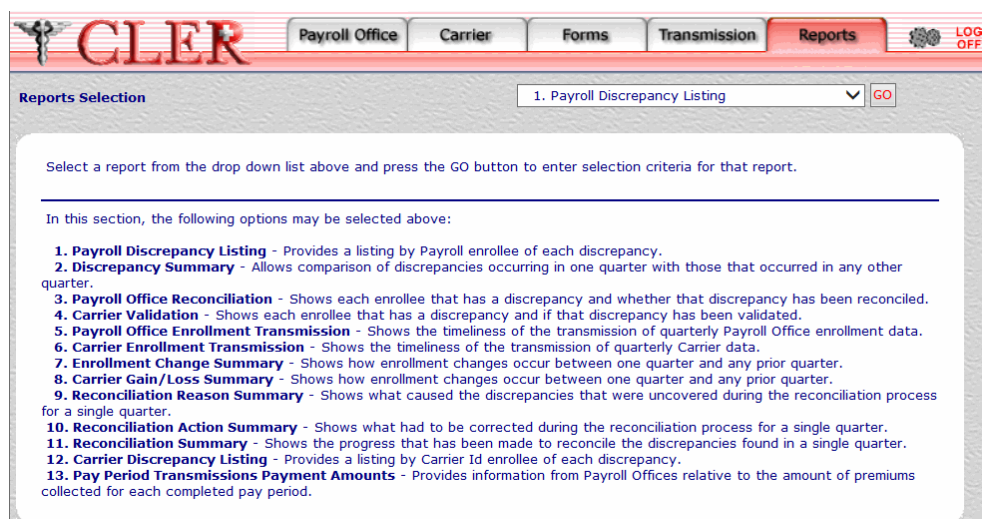 CLER
Payroll Office Carrier Forms Transmission Reports LOG OFF
Reports Selection 1. Payroll Discrepancy Listing GO
Select a report from the drop down list above and press the GO button to enter selection criteria for that report.
In this section, the following options may be selected above:
1. Payroll Discrepancy Listing - Provides a listing by Payroll enrollee of each discrepancy.
2. Discrepancy Summary - Allows comparison of discrepancies occurring in one quarter with those that occurred in any other
quarter.
3. Payroll Office Reconciliation - Shows each enrollee that has a discrepancy and whether that discrepancy has been reconciled.
4. Carrier Validation - Shows each enrollee that has a discrepancy and if that discrepancy has been validated.
5. Payroll Office Enrollment Transmission - Shows the timeliness of the transmission of quarterly Payroll Office enrollment data.
6. Carrier Enrollment Transmission - Shows the timeliness of the transmission of quarterly Carrier data.
7. Enrollment Change Summary - Shows how enrollment changes occur between one quarter and any prior quarter.
8. Carrier Gain/Loss Summary - Shows how enrollment changes occur between one quarter and any prior quarter.
9. Reconciliation Reason Summary - Shows what caused the discrepancies that were uncovered during the reconciliation process
for a single quarter.
10. Reconciliation Action Summary - Shows what had to be corrected during the reconciliation process for a single quarter.
11. Reconciliation Summary - Shows the progress that has been made to reconcile the discrepancies found in a single quarter.
12. Carrier Discrepancy Listing - Provides a listing by Carrier Id enrollee of each discrepancy.
13. Pay Period Transmissions Payment Amounts - Provides information from Payroll Offices relative to the amount of premiums
collected for each completed pay period.